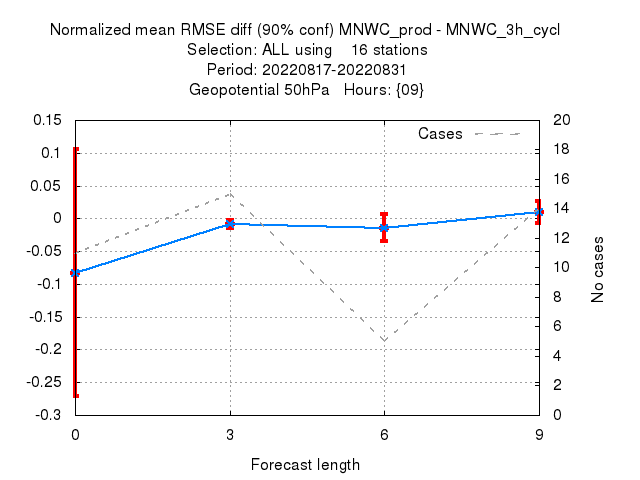 Normalized mean RMSE diff (90% conf) MNWC_prod - MNWC_3h_cycl
Selection: ALL using    16 stations
Period: 20220817-20220831
Geopotential 50hPa   Hours: {09}
Cases
0.15
0.1
0.05
0
-0.05
-0.1
-0.15
-0.2
-0.25
-0.3
20
18
16
14
12
10
8
6
4
2
0
No cases
0 3 6 9
Forecast length